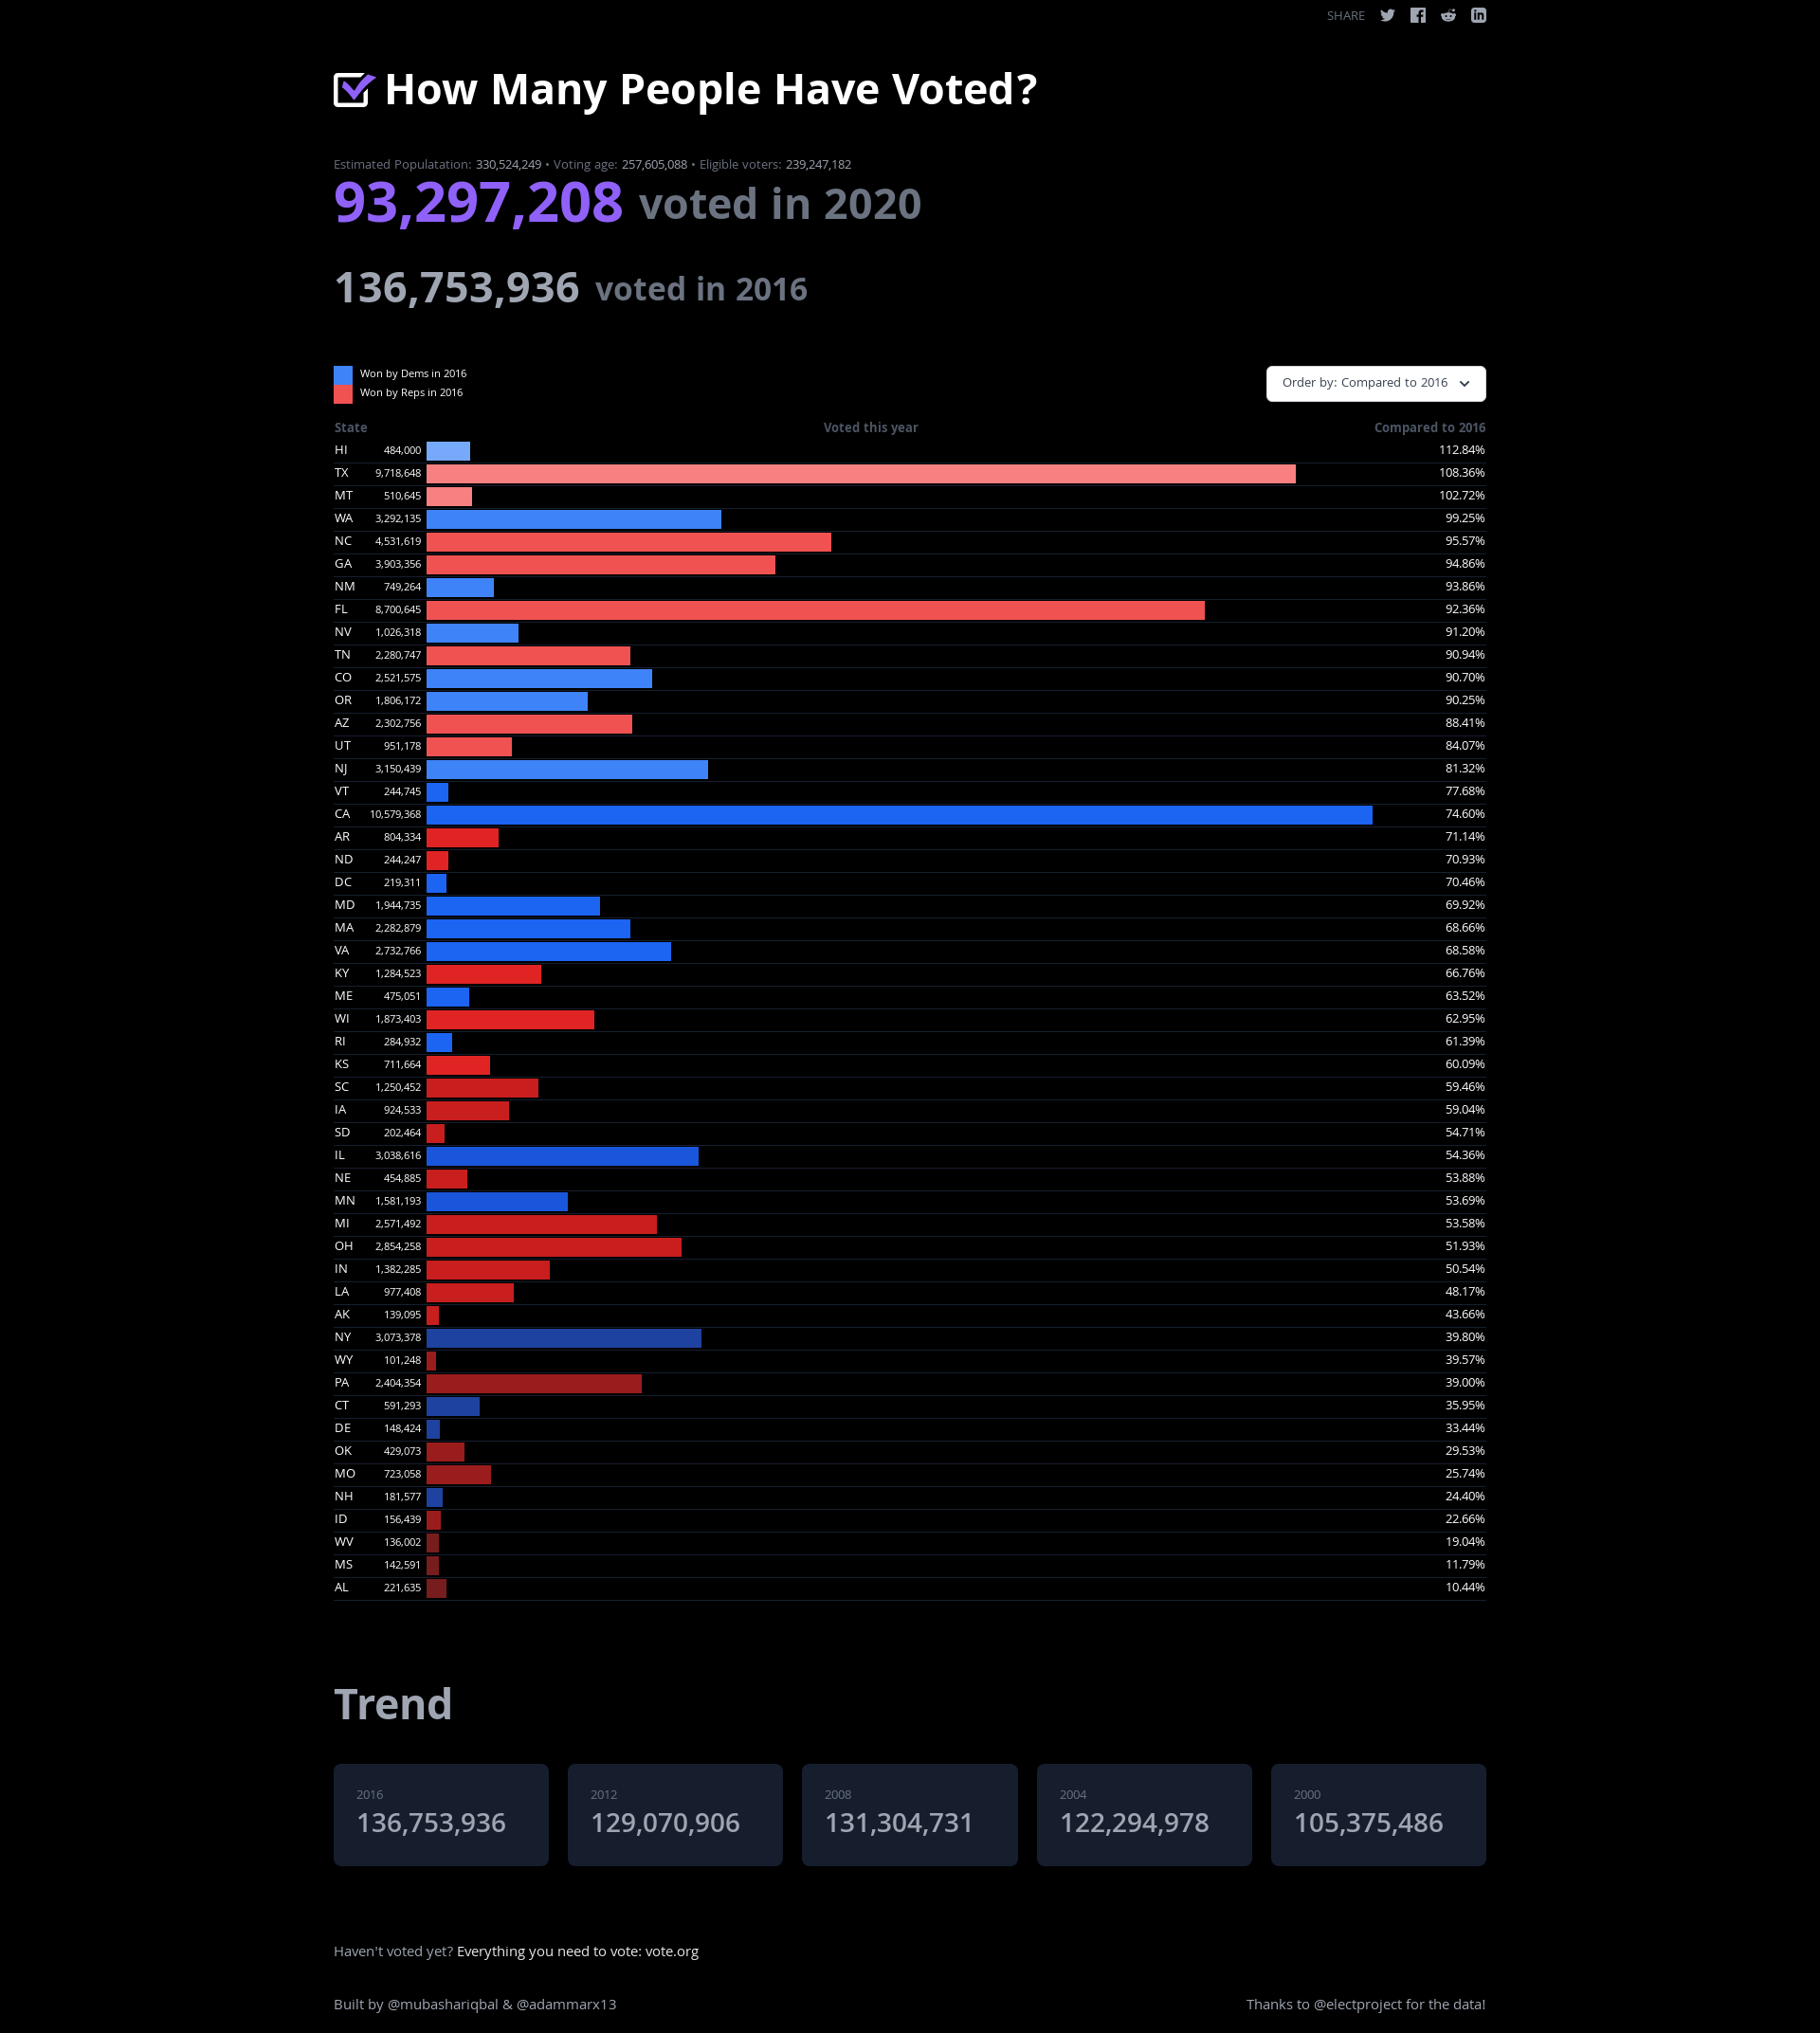 SHARE
How Many People Have Voted?
Estimated Populatation: 330,524,249 • Voting age: 257,605,088 • Eligible voters: 239,247,182
93,297,208 voted in 2020
136,753,936 voted in 2016
Won by Dems in 2016
Won by Reps in 2016
Order by: Compared to 2016
State Voted this year Compared to 2016
HI 484,000 112.84%
TX 9,718,648 108.36%
MT 510,645 102.72%
WA 3,292,135 99.25%
NC 4,531,619 95.57%
GA 3,903,356 94.86%
NM 749,264 93.86%
FL 8,700,645 92.36%
NV 1,026,318 91.20%
TN 2,280,747 90.94%
CO 2,521,575 90.70%
OR 1,806,172 90.25%
AZ 2,302,756 88.41%
UT 951,178 84.07%
NJ 3,150,439 81.32%
VT 244,745 77.68%
CA 10,579,368 74.60%
AR 804,334 71.14%
ND 244,247 70.93%
DC 219,311 70.46%
MD 1,944,735 69.92%
MA 2,282,879 68.66%
VA 2,732,766 68.58%
KY 1,284,523 66.76%
ME 475,051 63.52%
WI 1,873,403 62.95%
RI 284,932 61.39%
KS 711,664 60.09%
SC 1,250,452 59.46%
IA 924,533 59.04%
SD 202,464 54.71%
IL 3,038,616 54.36%
NE 454,885 53.88%
MN 1,581,193 53.69%
MI 2,571,492 53.58%
OH 2,854,258 51.93%
IN 1,382,285 50.54%
LA 977,408 48.17%
AK 139,095 43.66%
NY 3,073,378 39.80%
WY 101,248 39.57%
PA 2,404,354 39.00%
CT 591,293 35.95%
DE 148,424 33.44%
OK 429,073 29.53%
MO 723,058 25.74%
NH 181,577 24.40%
ID 156,439 22.66%
WV 136,002 19.04%
MS 142,591 11.79%
AL 221,635 10.44%
Trend
2016 2012 2008 2004 2000
136,753,936 129,070,906 131,304,731 122,294,978 105,375,486
Haven't voted yet? Everything you need to vote: vote.org
Built by @mubashariqbal & @adammarx13 Thanks to @electproject for the data!